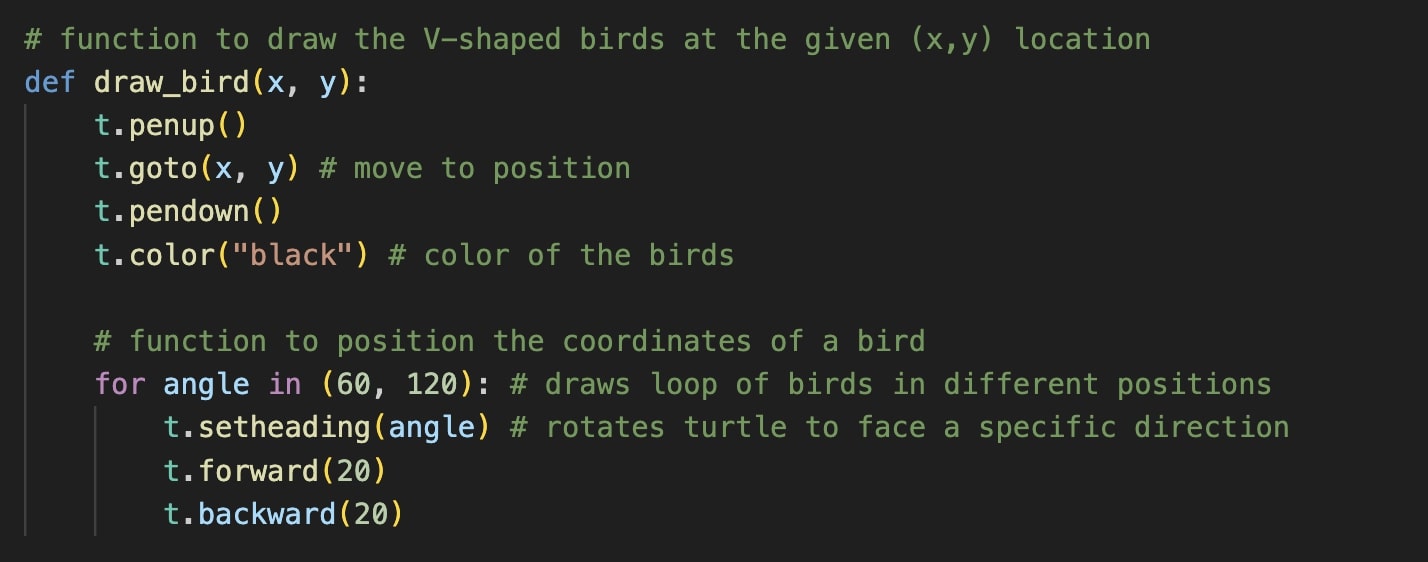 # function to draw the V-shaped birds at the given (x,y) location
def draw_bird(x, y):
    t.penup()
    t.goto(x, y) # move to position
    t.pendown()
    t.color("black") # color of the birds

    # function to position the coordinates of a bird
    for angle in (60, 120): # draws loop of birds in different positions
        t.setheading(angle) # rotates turtle to face a specific direction
        t.forward(20)
        t.backward(20)